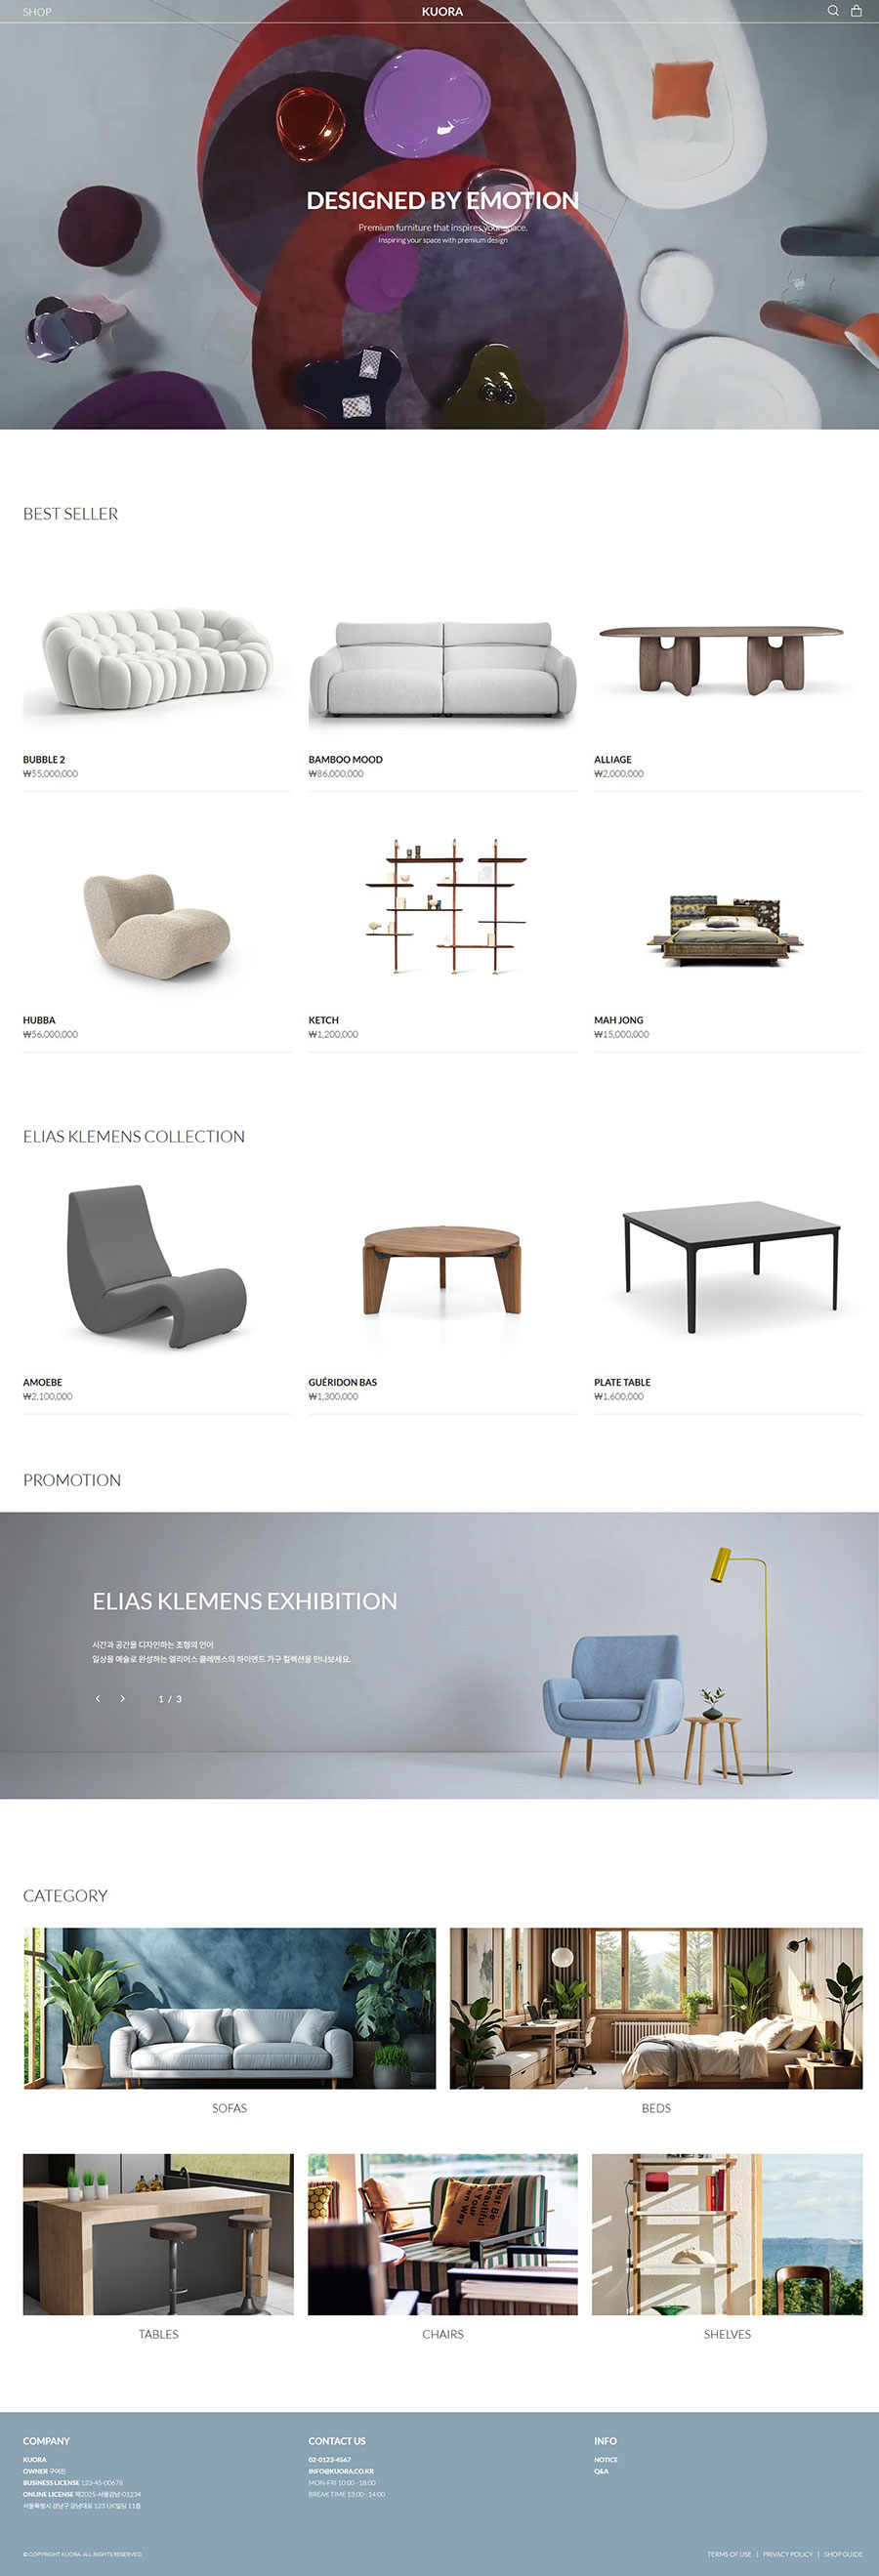 SHOP
KUORA
DESIGNED BY EMOTION
Premium furniture that inspires your space.
Inspiring your space with premium design
BEST SELLER
BUBBLE 2
₩55,000,000
BAMBOO MOOD
₩86,000,000
ALLIAGE
₩2,000,000
HUBBA
₩56,000,000
KETCH
₩1,200,000
MAH JONG
₩15,000,000
ELIAS KLEMENS COLLECTION
AMOEBE
₩2,100,000
GUÉRIDON BAS
₩1,300,000
PLATE TABLE
₩1,600,000
PROMOTION
ELIAS KLEMENS EXHIBITION
시간과 공간을 디자인하는 조형의 언어
일상을 예술로 완성하는 엘리어스 클레멘스의 하이엔드 가구 컬렉션을 만나보세요.
1 / 3
CATEGORY
SOFAS
BEDS
Just Be
Beautiful
Your
Own Way
TABLES
CHAIRS
SHELVES
COMPANY
KUORA
OWNER
BUSINESS LICENSE 123-45-00678
ONLINE LICENSE 제2025-서울강남-01234
서울특별시 강남구 강남대로 123 UX빌딩 11층
CONTACT US
02-0123-4567
INFO@KUORA.CO.KR
MON-FRI 10:00 - 18:00
BREAK TIME 13:00 - 14:00
INFO
NOTICE
Q&A
© COPYRIGHT KUORA. ALL RIGHTS RESERVED.
TERMS OF USE | PRIVACY POLICY | SHOP GUIDE